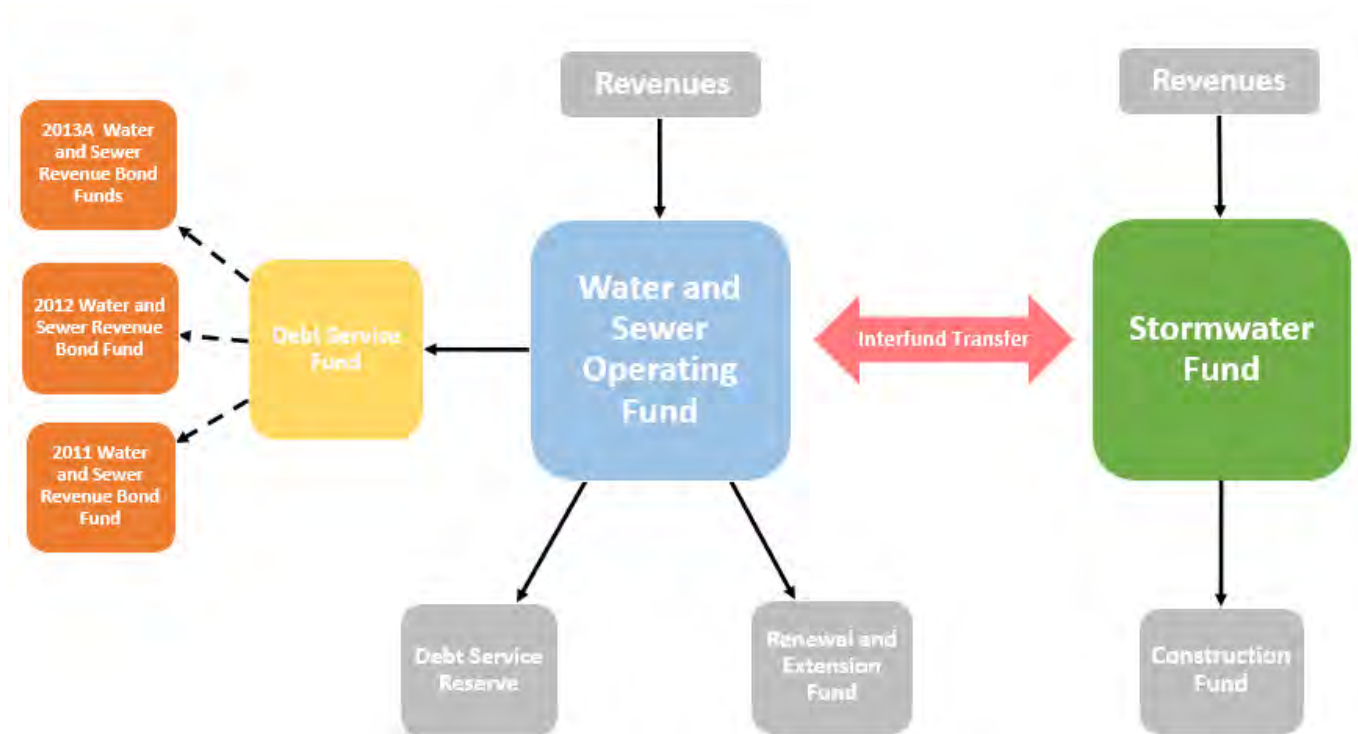 Revenues
Revenues
2013A Water
and Sewer
Revenue Bond
Funds
2012 Water and
Sewer Revenue
Bond Fund
2011 Water
and Sewer
Revenue Bond
Fund
Debt Service
Fund
Water and
Sewer
Operating
Fund
Interfund Transfer
Stormwater
Fund
Debt Service
Reserve
Renewal and
Extension
Fund
Construction
Fund